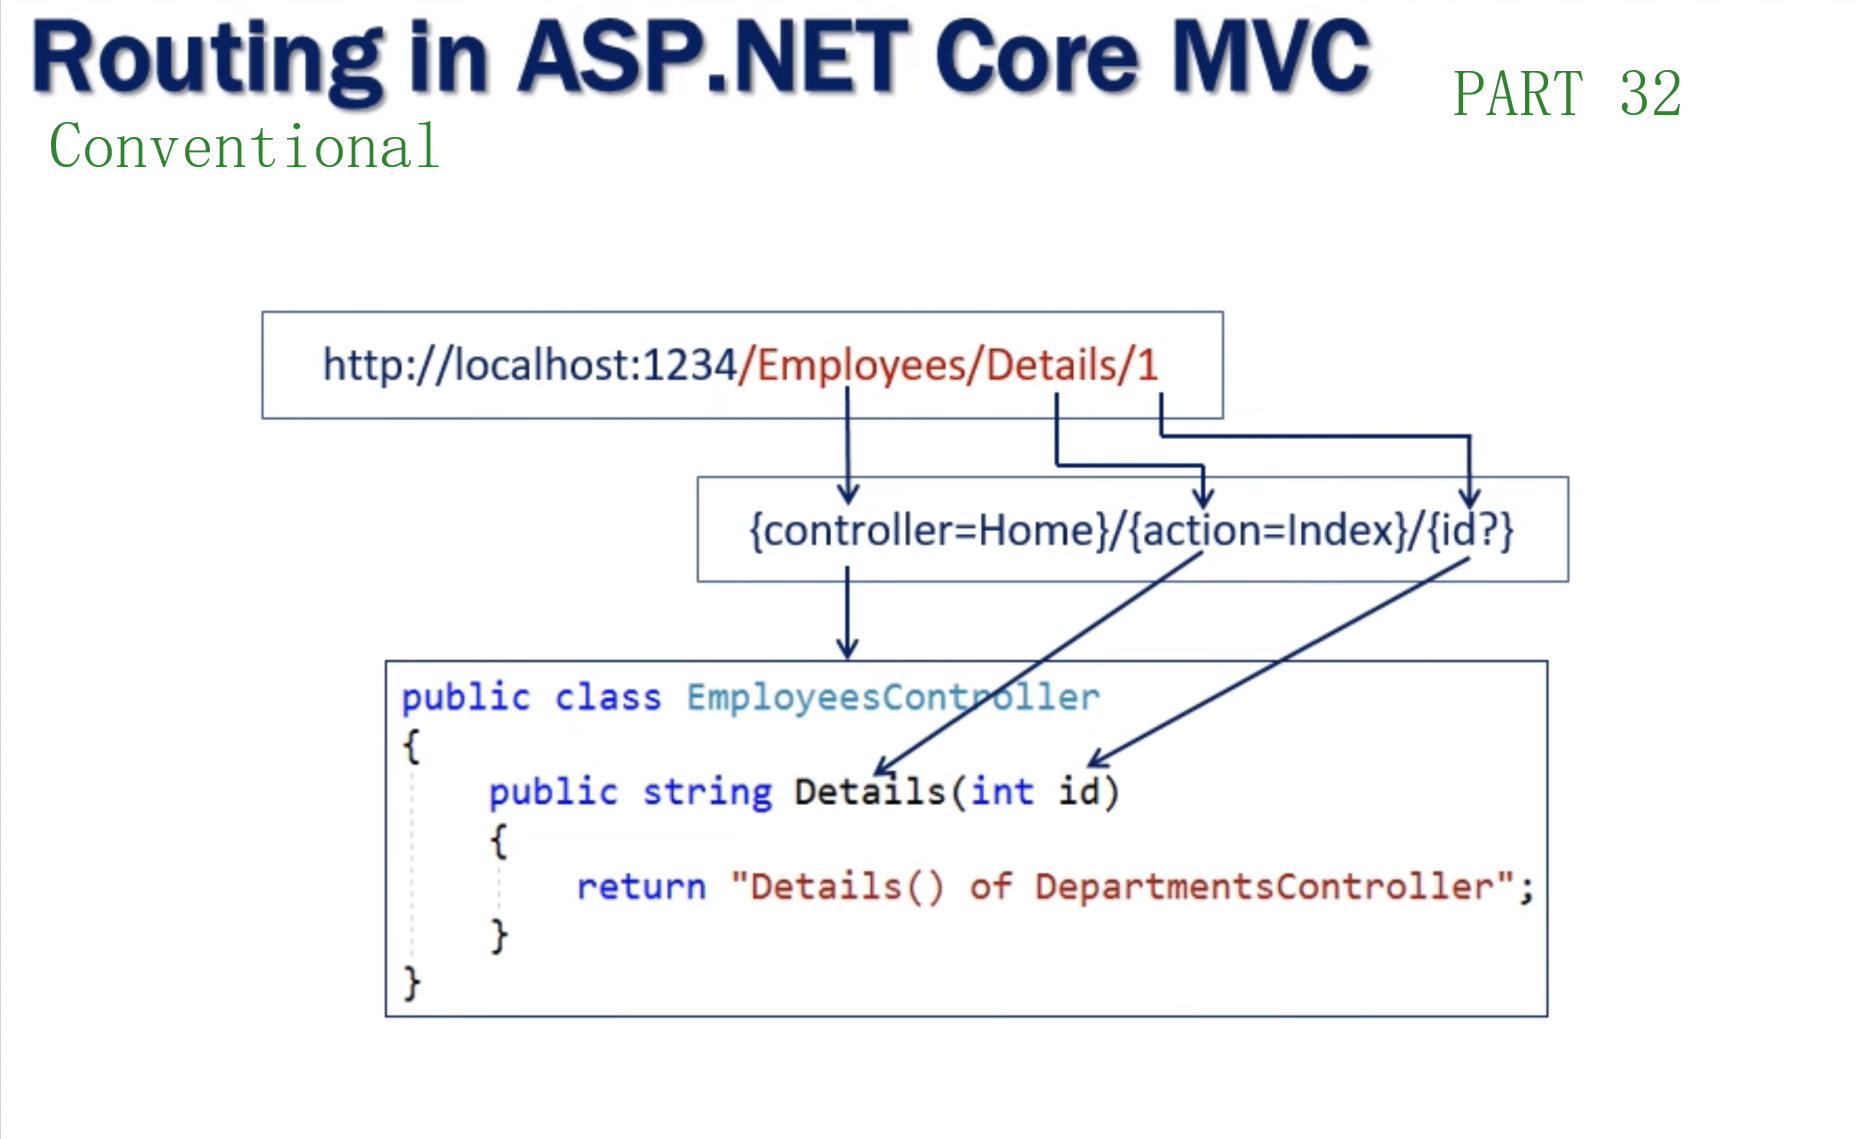 Routing in ASP.NET Core MVC
PART 32
Conventional
http://localhost:1234/Employees/Details/1
{controller=Home}/{action=Index}/{id?}
public class EmployeesController
{
public string Details(int id)
{
return "Details() of DepartmentsController";
}
}